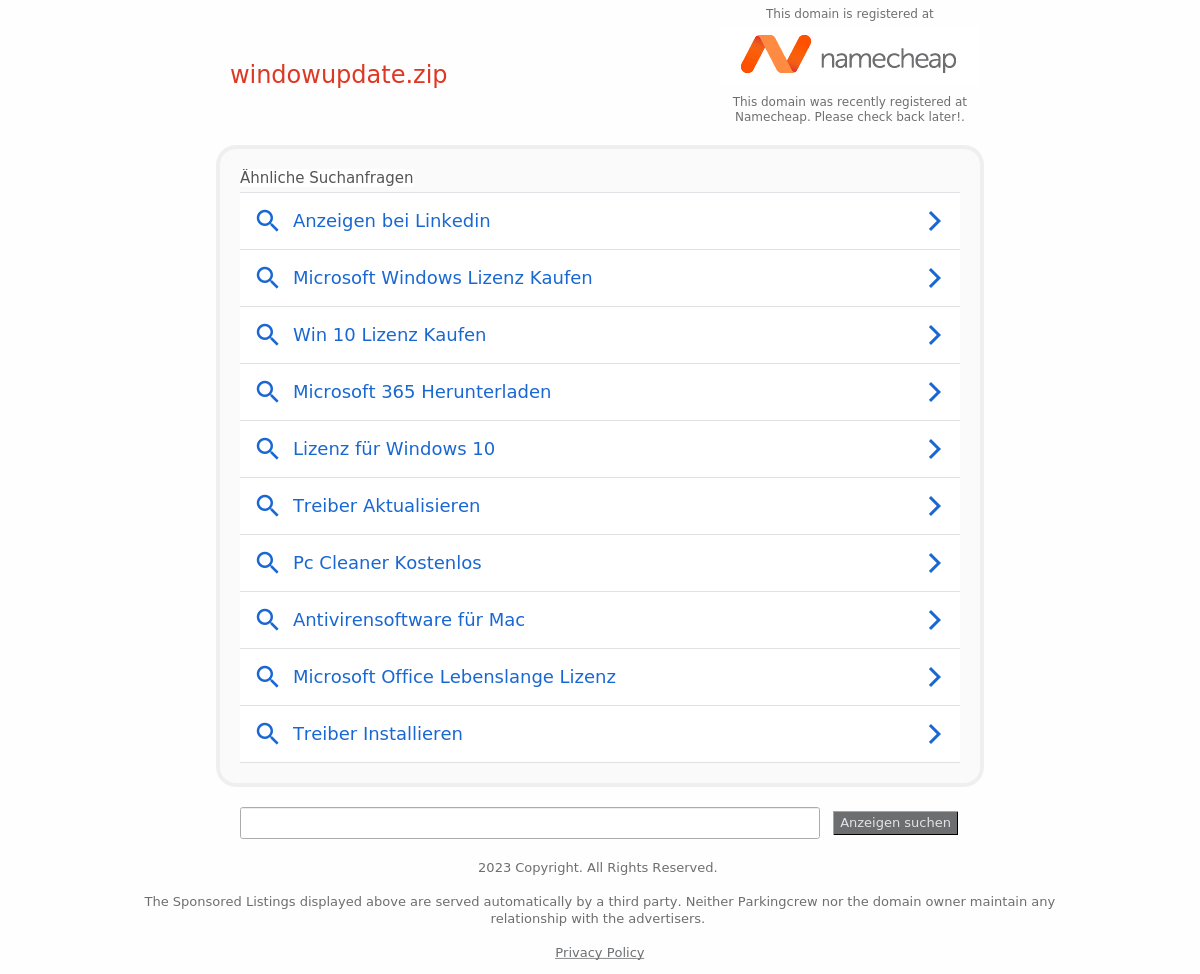 This domain is registered at
windowupdate.zip
namecheap
This domain was recently registered at
Namecheap. Please check back later!.
Ähnliche Suchanfragen
Anzeigen bei Linkedin
Microsoft Windows Lizenz Kaufen
Win 10 Lizenz Kaufen
Microsoft 365 Herunterladen
Lizenz für Windows 10
Treiber Aktualisieren
Pc Cleaner Kostenlos
Antivirensoftware für Mac
Microsoft Office Lebenslange Lizenz
Treiber Installieren
Anzeigen suchen
2023 Copyright. All Rights Reserved.
The Sponsored Listings displayed above are served automatically by a third party. Neither Parkingcrew nor the domain owner maintain any
relationship with the advertisers.
Privacy Policy